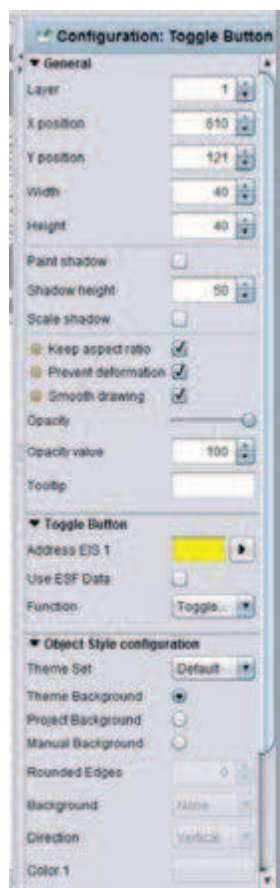 Configuration: Toggle Button
General
Layer 1
X position 610
Y position 121
Width 40
Height 40
Paint shadow
Shadow height 50
Scale shadow
Keep aspect ratio
Prevent deformation
Smooth drawing
Opacity
Opacity value 100
Tooltip
Toggle Button
Address EIS 1
Use ESF Data
Function Toggle...
Object Style configuration
Theme Set Default
Theme Background
Project Background
Manual Background
Rounded Edges 0
Background None
Direction Vertical
Color 1